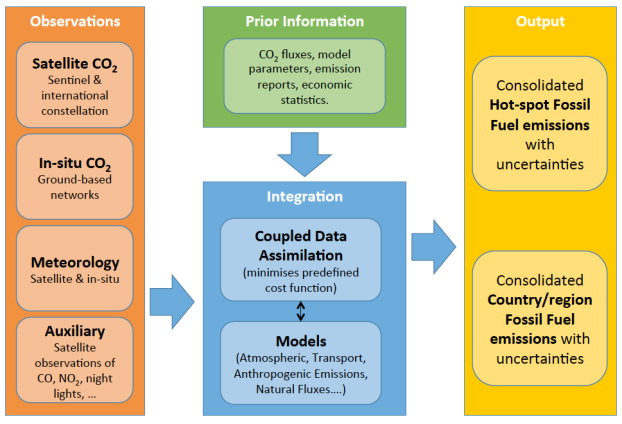 Observations
Satellite CO₂
Sentinel &
international
constellation
In-situ CO₂
Ground-based
networks
Meteorology
Satellite & in-situ
Auxiliary
Satellite
observations of
CO, NO₂, night
lights, ...
Prior Information
CO₂ fluxes, model
parameters, emission
reports, economic
statistics.
Integration
Coupled Data
Assimilation
(minimises predefined
cost function)
Models
(Atmospheric, Transport,
Anthropogenic Emissions,
Natural Fluxes....)
Output
Consolidated
Hot-spot Fossil
Fuel emissions
with
uncertainties
Consolidated
Country/region
Fossil Fuel
emissions with
uncertainties